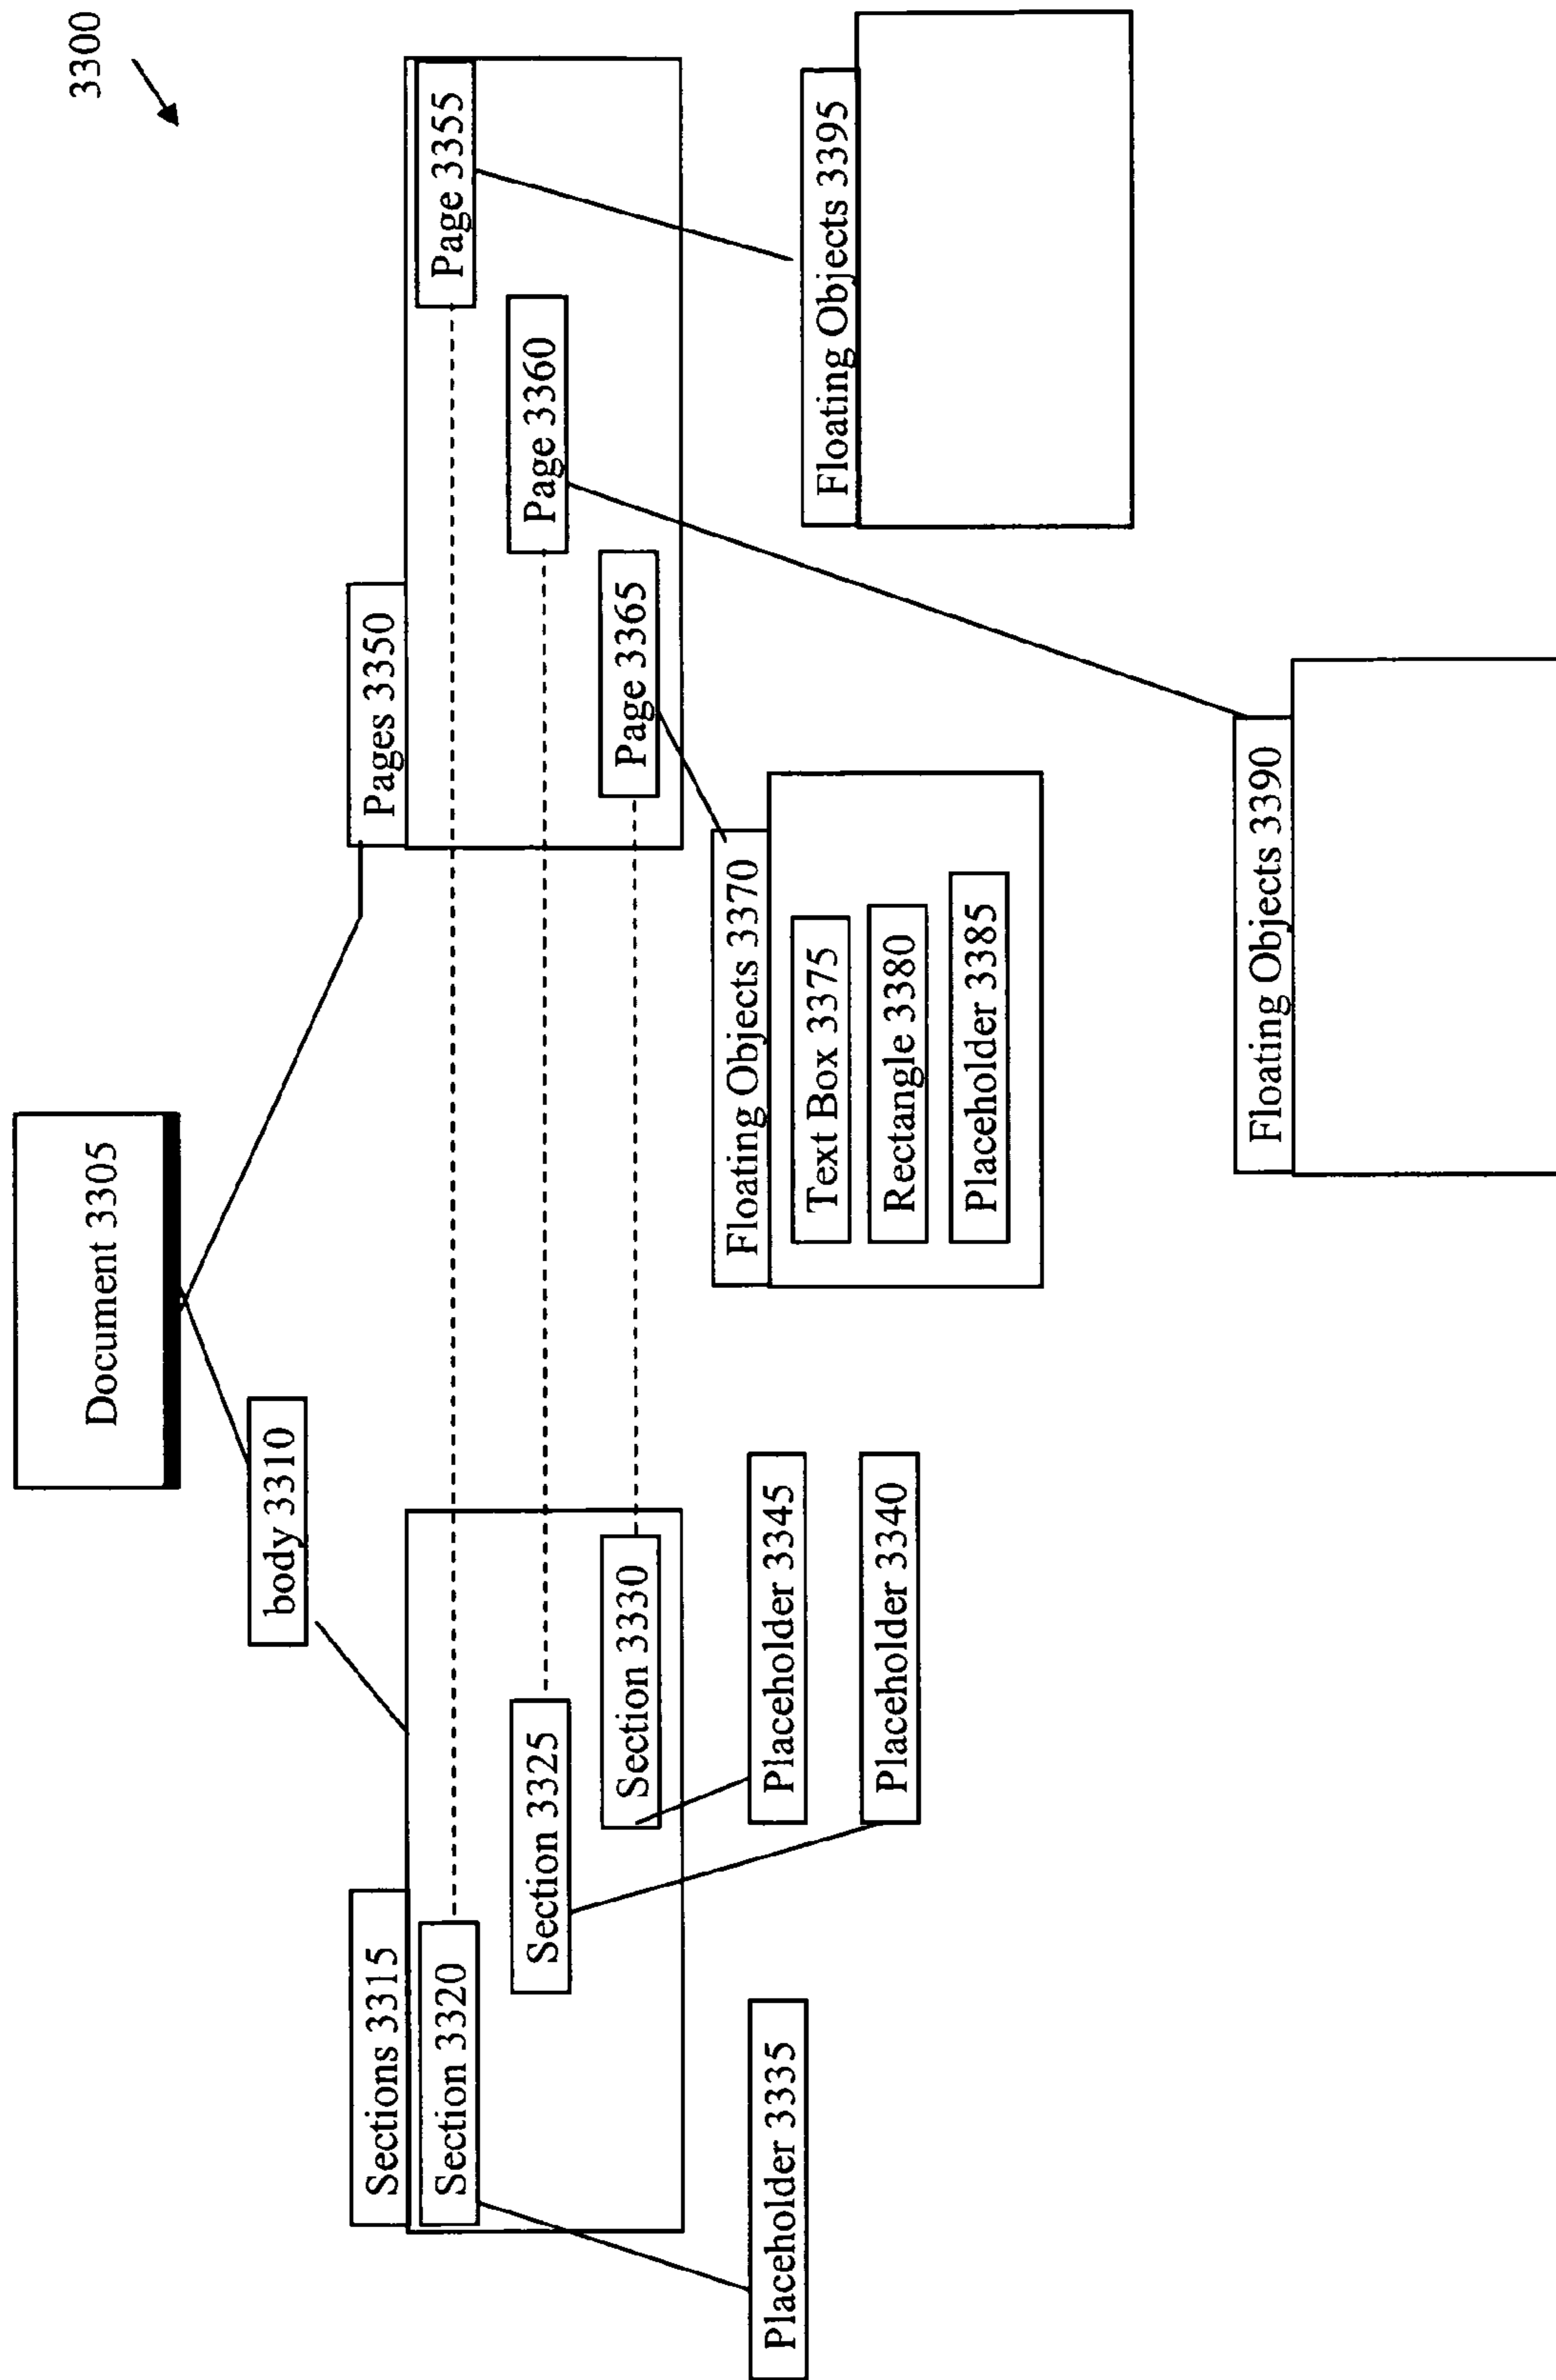 3300
Document 3305
body 3310
Sections 3315
Section 3320
Section 3325
Section 3330
Placeholder 3335
Placeholder 3345
Placeholder 3340
Pages 3350
Page 3355
Page 3360
Page 3365
Floating Objects 3370
Text Box 3375
Rectangle 3380
Placeholder 3385
Floating Objects 3395
Floating Objects 3390